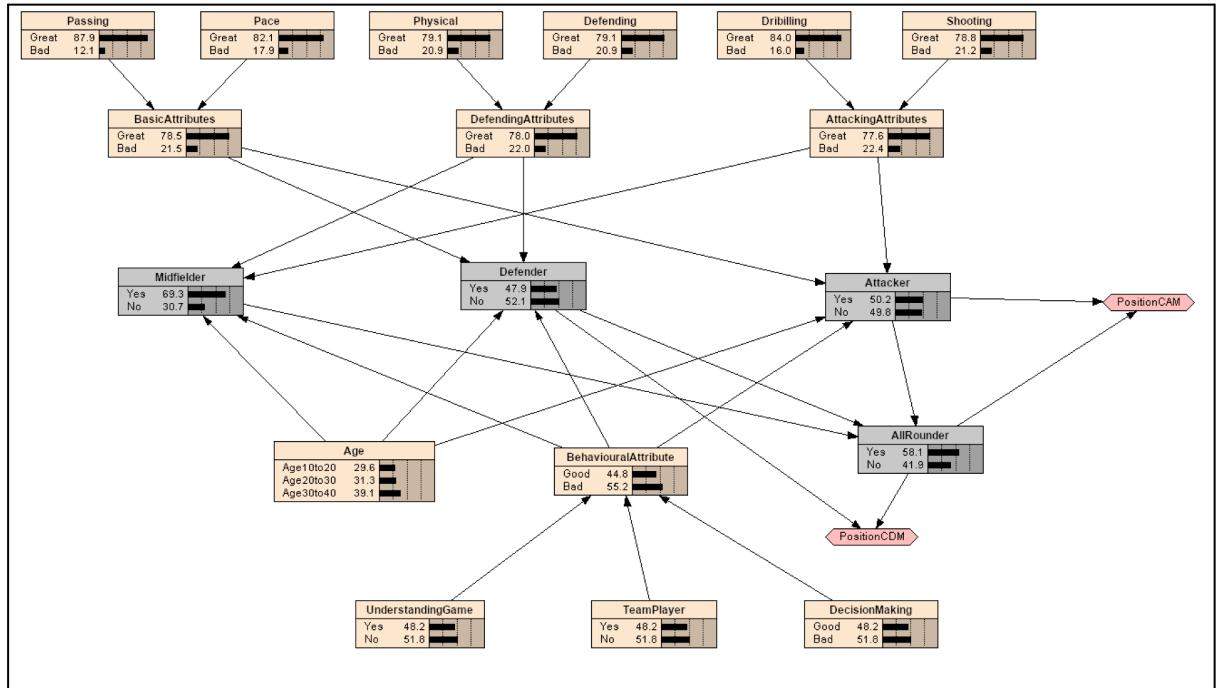 Passing
Great 87.9
Bad 12.1
Pace
Great 82.1
Bad 17.9
Physical
Great 79.1
Bad 20.9
Defending
Great 79.1
Bad 20.9
Dribilling
Great 84.0
Bad 16.0
Shooting
Great 78.8
Bad 21.2
BasicAttributes
Great 78.5
Bad 21.5
DefendingAttributes
Great 78.0
Bad 22.0
AttackingAttributes
Great 77.6
Bad 22.4
Midfielder
Yes 69.3
No 30.7
Defender
Yes 47.9
No 52.1
Attacker
Yes 50.2
No 49.8
PositionCAM
Age
Age10to20 29.6
Age20to30 31.3
Age30to40 39.1
BehaviouralAttribute
Good 44.8
Bad 55.2
AllRounder
Yes 58.1
No 41.9
PositionCDM
UnderstandingGame
Yes 48.2
No 51.8
TeamPlayer
Yes 48.2
No 51.8
DecisionMaking
Good 48.2
Bad 51.8